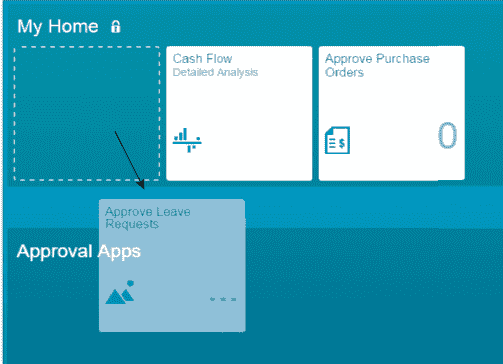 My Home
Cash Flow
Detailed Analysis
Approve Purchase
Orders
$
0
Approve Leave
Requests
Approval Apps